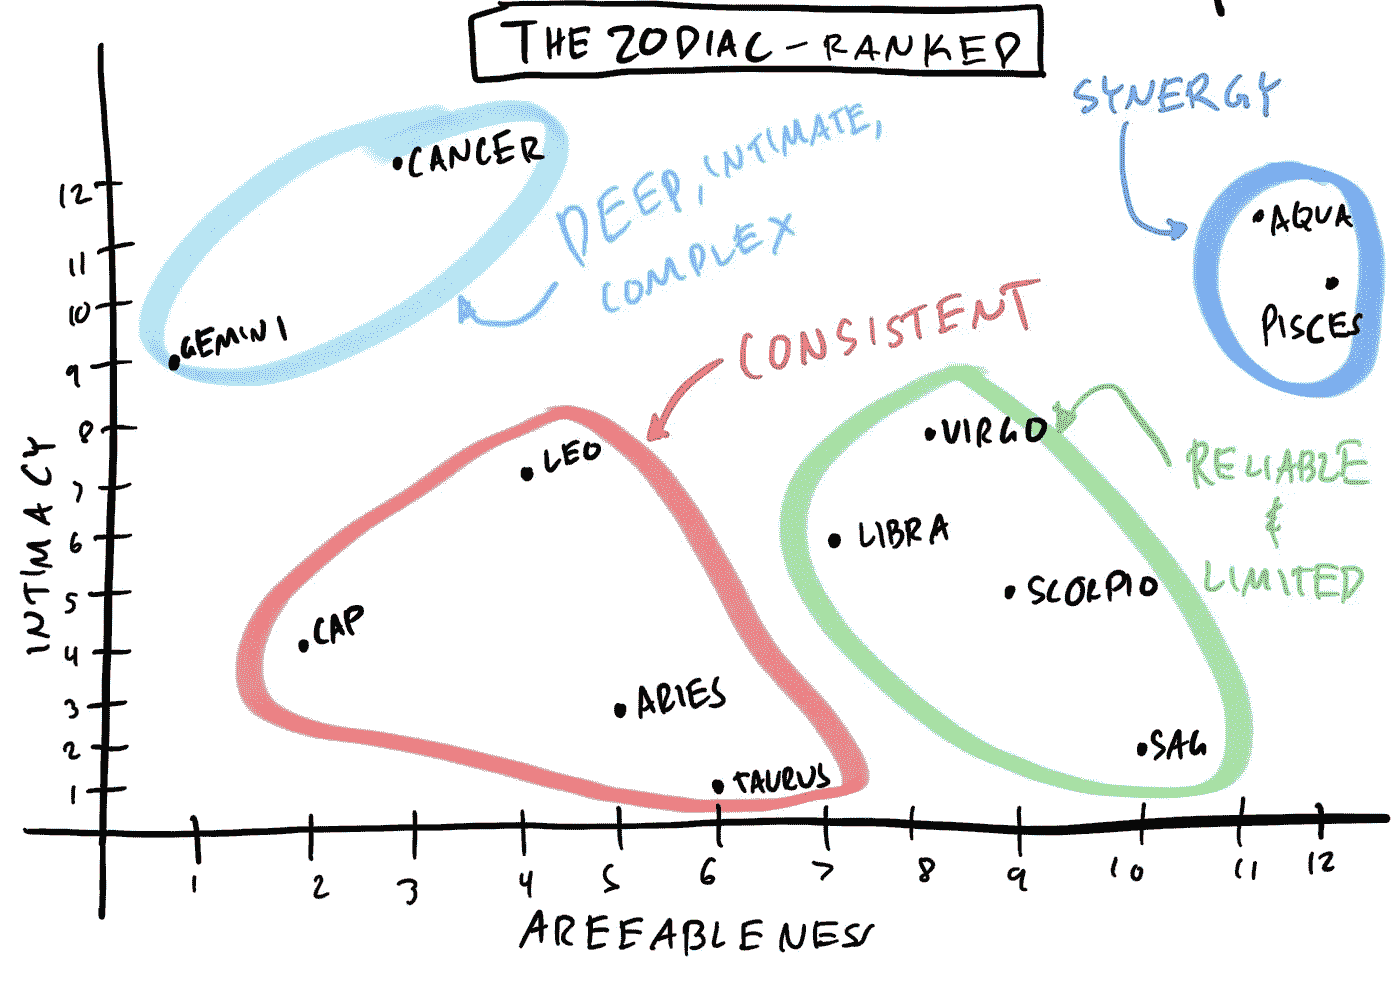 THE ZODIAC - RANKED
SYNERGY
CANCER
DEEP, INTIMATE,
COMPLEX
AQUA
PISCES
GEMINI
CONSISTENT
VIRGO
LEO
RELIABLE
&
LIMITED
LIBRA
SCORPIO
CAP
ARIES
SAG
TAURUS
INTIMACY
12
11
10
9
8
7
6
5
4
3
2
1
1 2 3 4 5 6 7 8 9 10 11 12
AREEABLENESS